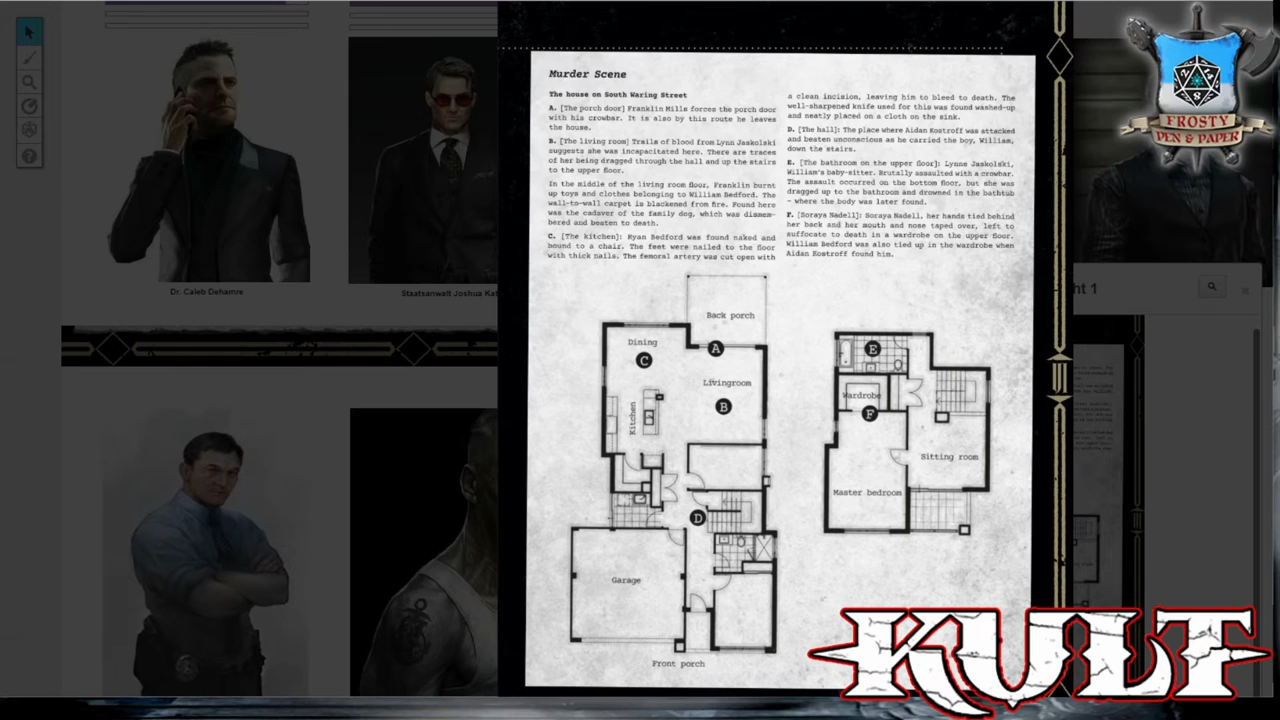 Murder Scene
The house on South Waring Street
A. [The porch door] Franklin Mills forces the porch door
with his crowbar. It is also by this route he leaves
the house.
B. [The living room] Trails of blood from Lynn Jaskolski
suggests she was incapacitated here. There are traces
of her being dragged through the hall and up the stairs
to the upper floor.
In the middle of the living room floor, Franklin burnt
up toys and clothes belonging to William Bedford. The
wall-to-wall carpet is blackened from fire. Found here
was the cadaver of the family dog, which was dismem-
bered and beaten to death.
C. [The kitchen]: Ryan Bedford was found naked and
bound to a chair. The feet were nailed to the floor
with thick nails. The femoral artery was cut open with
a clean incision, leaving him to bleed to death. The
well-sharpened knife used for this was found washed-up
and neatly placed on a cloth on the sink.
D. [The hall]: The place where Aidan Kostroff was attacked
and beaten unconscious as he carried the boy, William,
down the stairs.
E. [The bathroom on the upper floor]: Lynne Jaskolski,
William's baby-sitter. Brutally assaulted with a crowbar.
The assault occurred on the bottom floor, but she was
dragged up to the bathroom and drowned in the bathtub
– where the body was later found.
F. [Soraya Nadell]: Soraya Nadell, her hands tied behind
her back and her mouth and nose taped over, left to
suffocate to death in a wardrobe on the upper floor.
William Bedford was also tied up in the wardrobe when
Aidan Kostroff found him.
Back porch
Dining
A
C
Livingroom
B
Kitchen
D
Garage
Front porch
E
Wardrobe
F
Sitting room
Master bedroom
Dr. Caleb Dehamre
Staatsanwalt Joshua
ht 1
FROSTY
PEN & PAPER
KULT